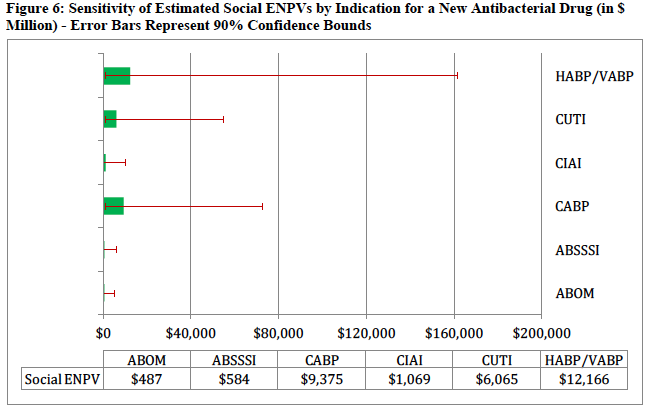 Figure 6: Sensitivity of Estimated Social ENPVs by Indication for a New Antibacterial Drug (in $
Million) - Error Bars Represent 90% Confidence Bounds
HABP/VABP
CUTI
CIAI
CABP
ABSSSI
ABOM
$0 $40,000 $80,000 $120,000 $160,000 $200,000
ABOM ABSSSI CABP CIAI CUTI HABP/VABP
Social ENPV $487 $584 $9,375 $1,069 $6,065 $12,166